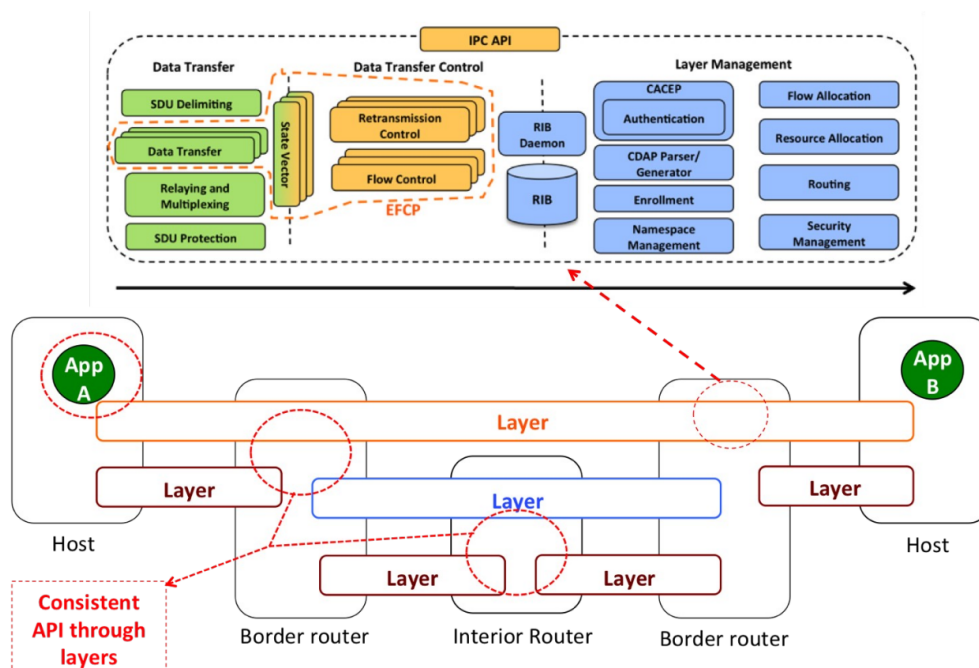 IPC API
Data Transfer
Data Transfer Control
Layer Management
SDU Delimiting
Data Transfer
Relaying and
Multiplexing
SDU Protection
State Vector
Retransmission
Control
Flow Control
EFCP
RIB
Daemon
RIB
CACEP
Authentication
CDAP Parser/
Generator
Enrollment
Namespace
Management
Flow Allocation
Resource Allocation
Routing
Security
Management
App
A
App
B
Layer
Layer
Layer
Layer
Layer
Layer
Host
Host
Border router
Interior Router
Border router
Consistent
API through
layers